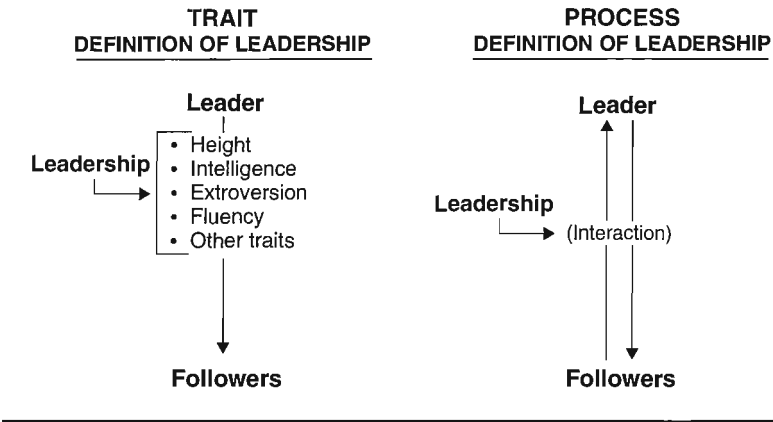 TRAIT
DEFINITION OF LEADERSHIP
Leader
Leadership
• Height
• Intelligence
• Extroversion
• Fluency
• Other traits
Followers
PROCESS
DEFINITION OF LEADERSHIP
Leader
Leadership
(Interaction)
Followers